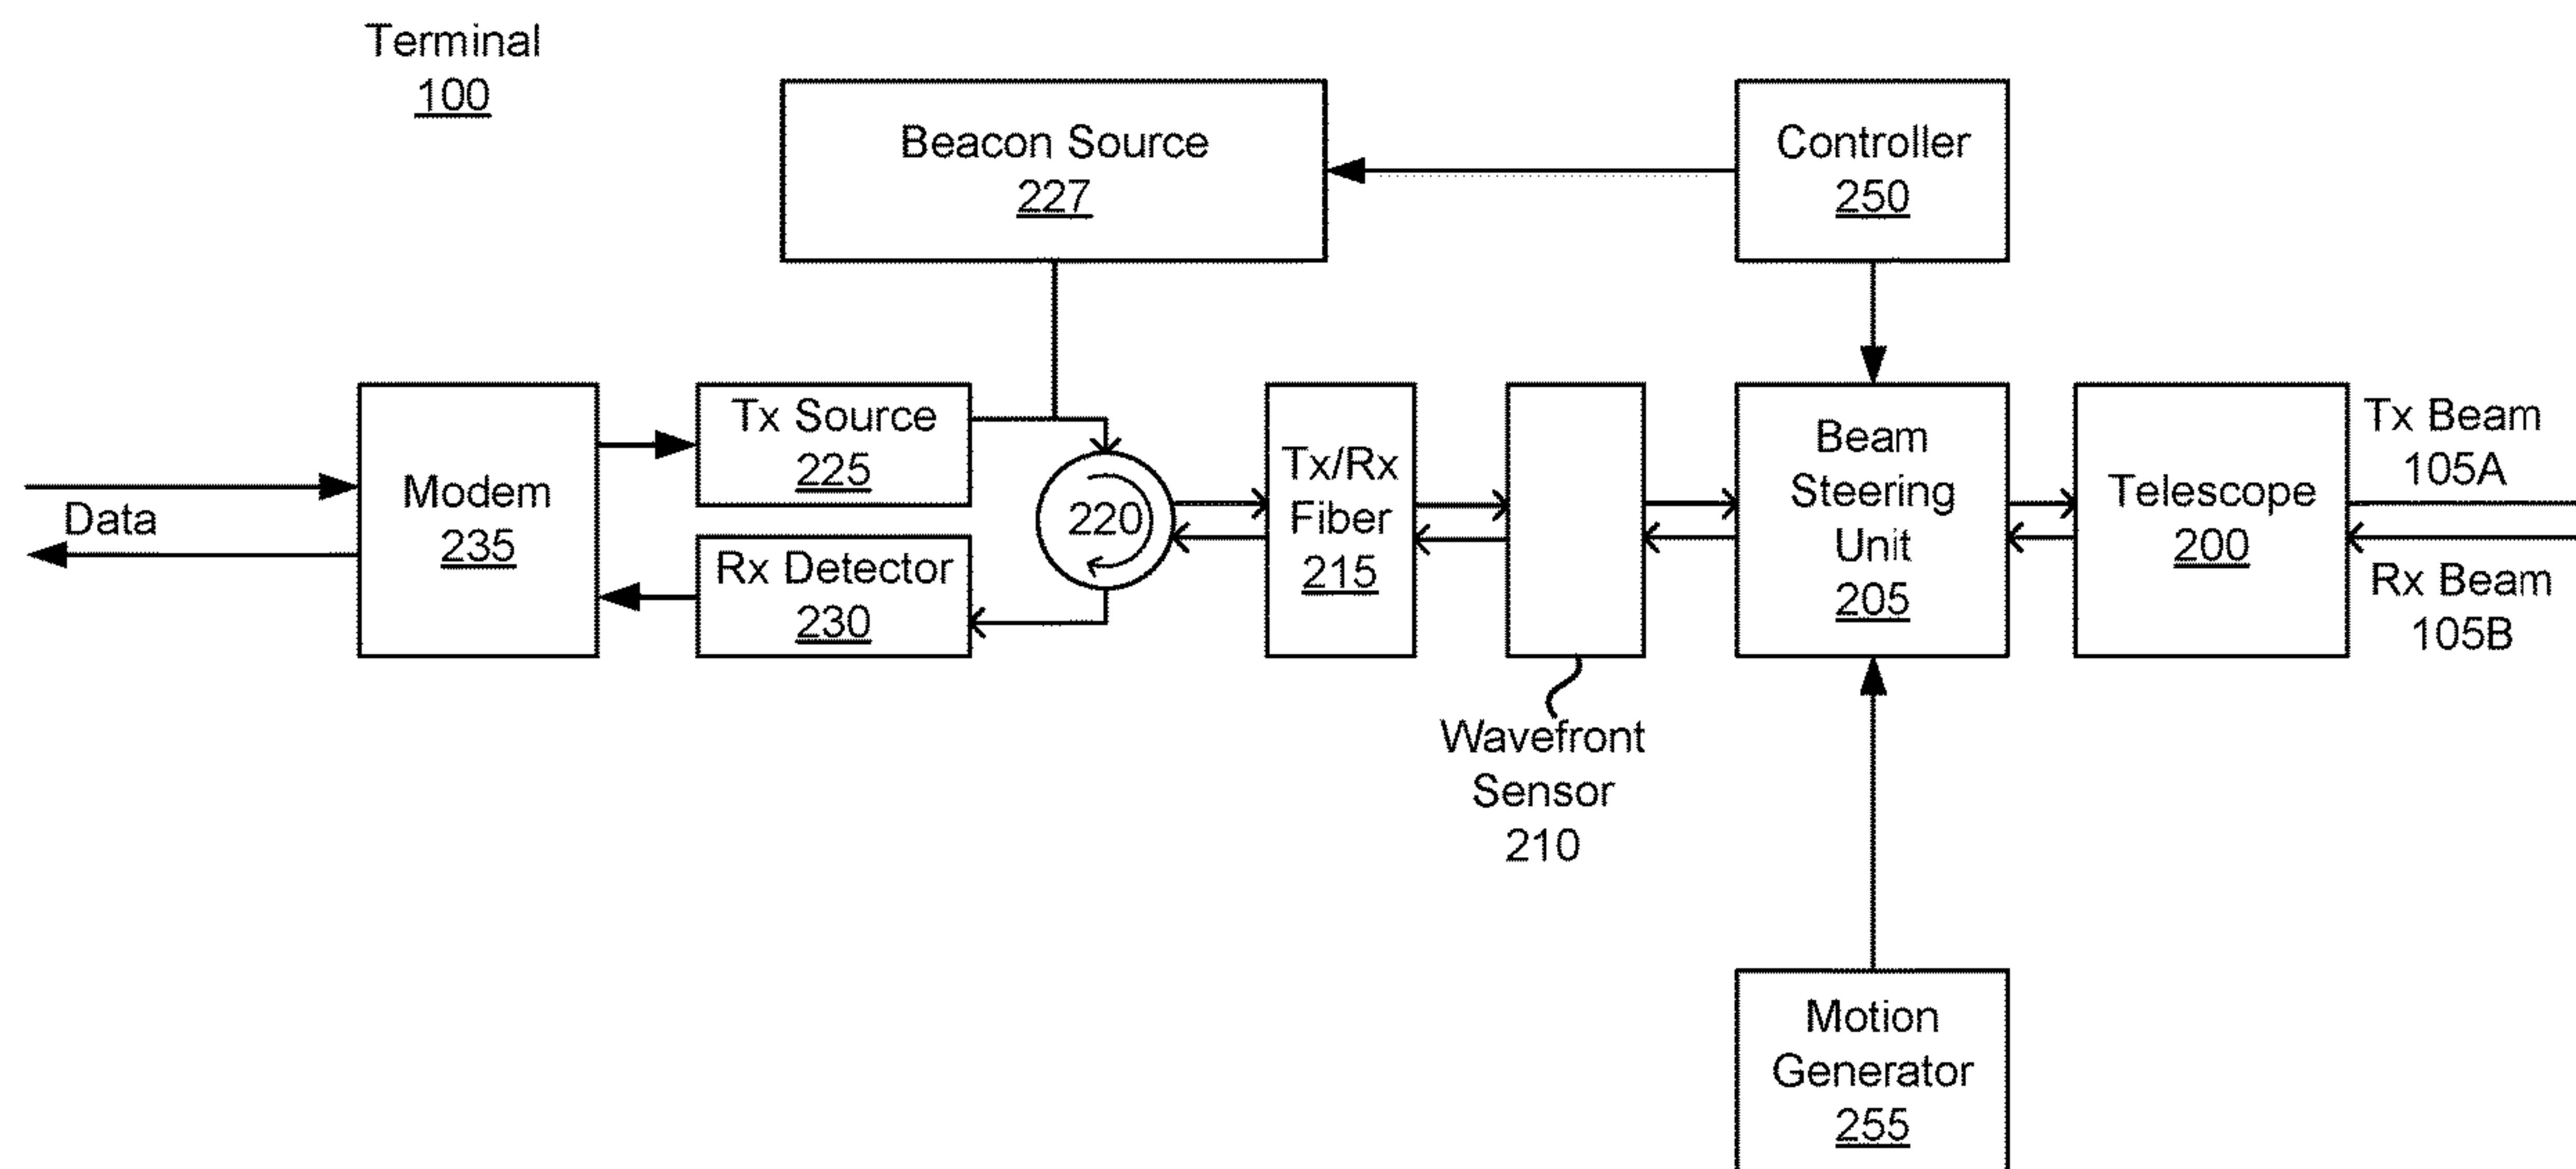 Terminal
100
Beacon Source
227
Controller
250
Data
Modem
235
Tx Source
225
Rx Detector
230
220
Tx/Rx
Fiber
215
Wavefront
Sensor
210
Beam
Steering
Unit
205
Telescope
200
Tx Beam
105A
Rx Beam
105B
Motion
Generator
255